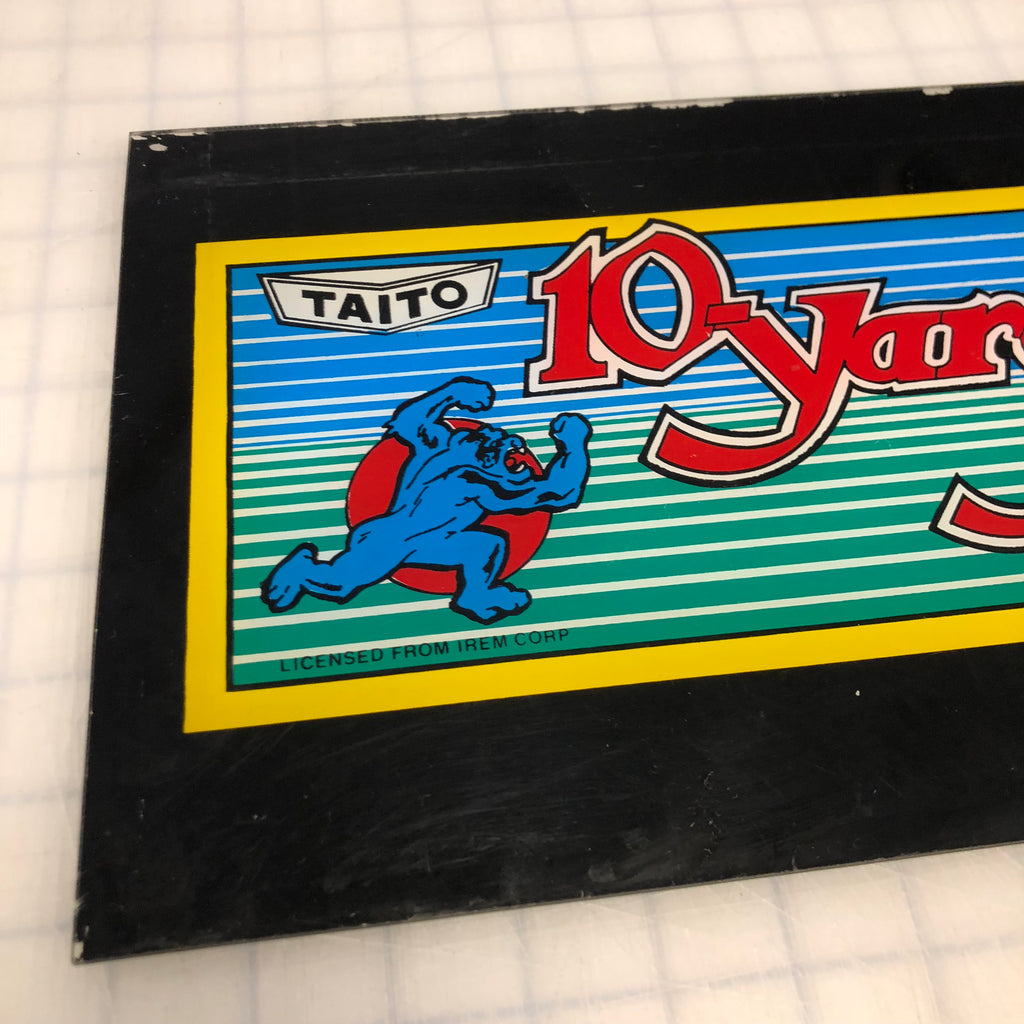 TAITO
10-yar
LICENSED FROM IREM CORP